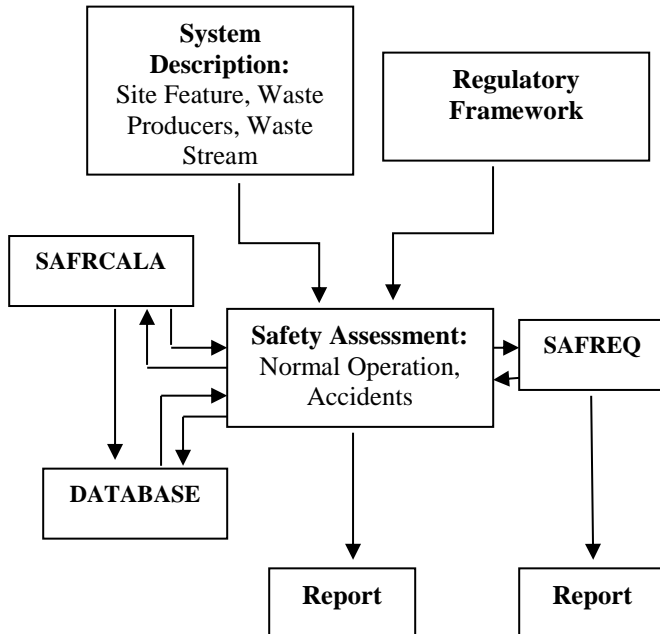 System
Description:
Site Feature, Waste
Producers, Waste
Stream
Regulatory
Framework
SAFRCALA
Safety Assessment:
Normal Operation,
Accidents
SAFREQ
DATABASE
Report
Report